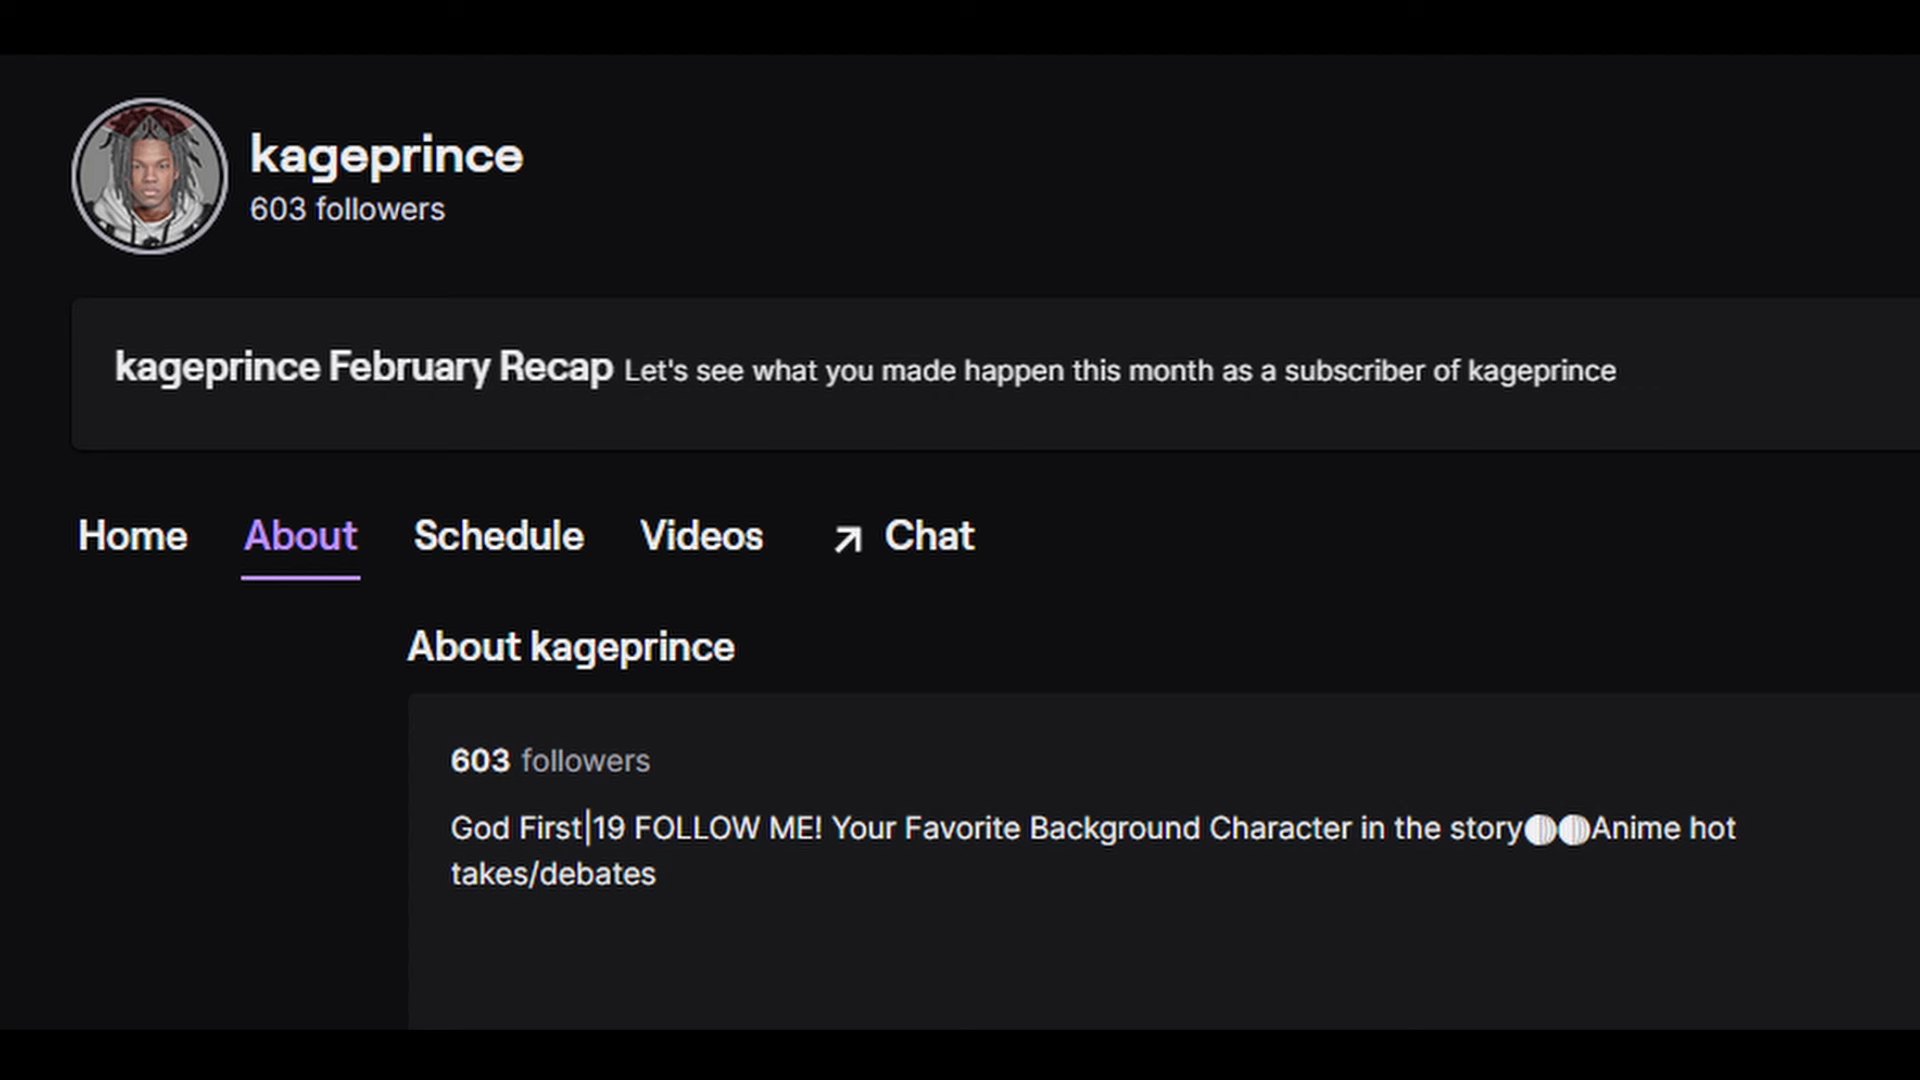 kageprince
603 followers
kageprince February Recap Let's see what you made happen this month as a subscriber of kageprince
Home About Schedule Videos Chat
About kageprince
603 followers
God First|19 FOLLOW ME! Your Favorite Background Character in the story⚪⚪Anime hot
takes/debates